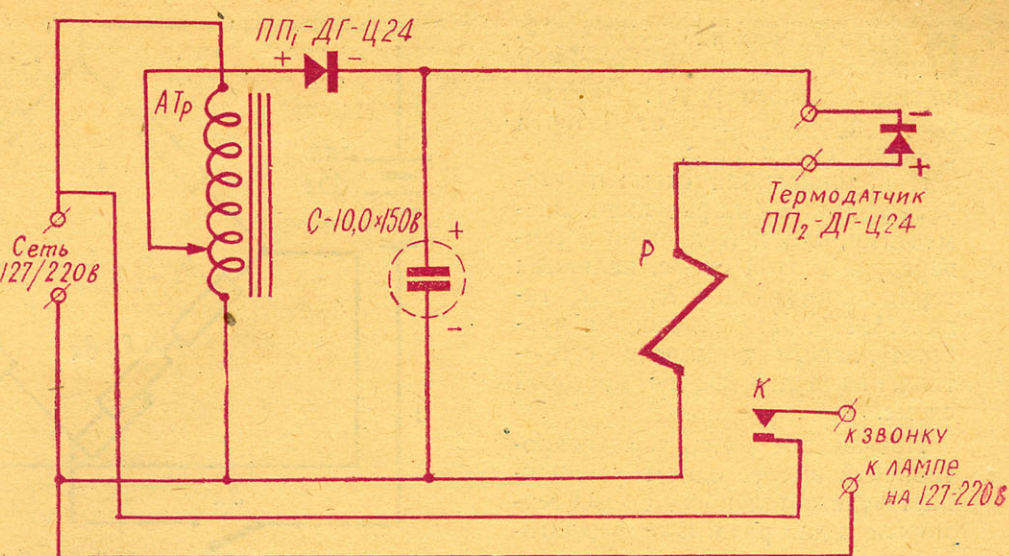 ПП₁-ДГ-Ц24
+ −
АТр
− 
+
Термодатчик
ПП₂-ДГ-Ц24
С-10,0×150в
+
−
Р
Сеть
127/220в
К
К ЗВОНКУ
К ЛАМПЕ
НА 127-220в